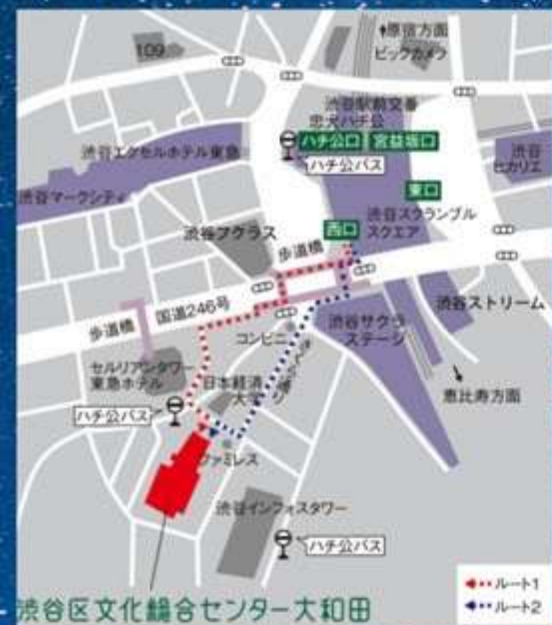 ↑原宿方面
109
ビックカメラ
渋谷駅前交番
忠犬ハチ公
ハチ公口
宮益坂口
渋谷エクセルホテル東急
ハチ公バス
渋谷
ヒカリエ
渋谷マークシティ
東口
渋谷スクランブル
スクエア
渋谷フクラス
西口
歩道橋
国道246号
歩道橋
渋谷ストリーム
渋谷サクラ
ステージ
コンビニ
セルリアンタワー
東急ホテル
日本経済
大学
恵比寿方面
ハチ公バス
ファミレス
渋谷インフォスタワー
ハチ公バス
ルート1
ルート2
渋谷区文化総合センター大和田